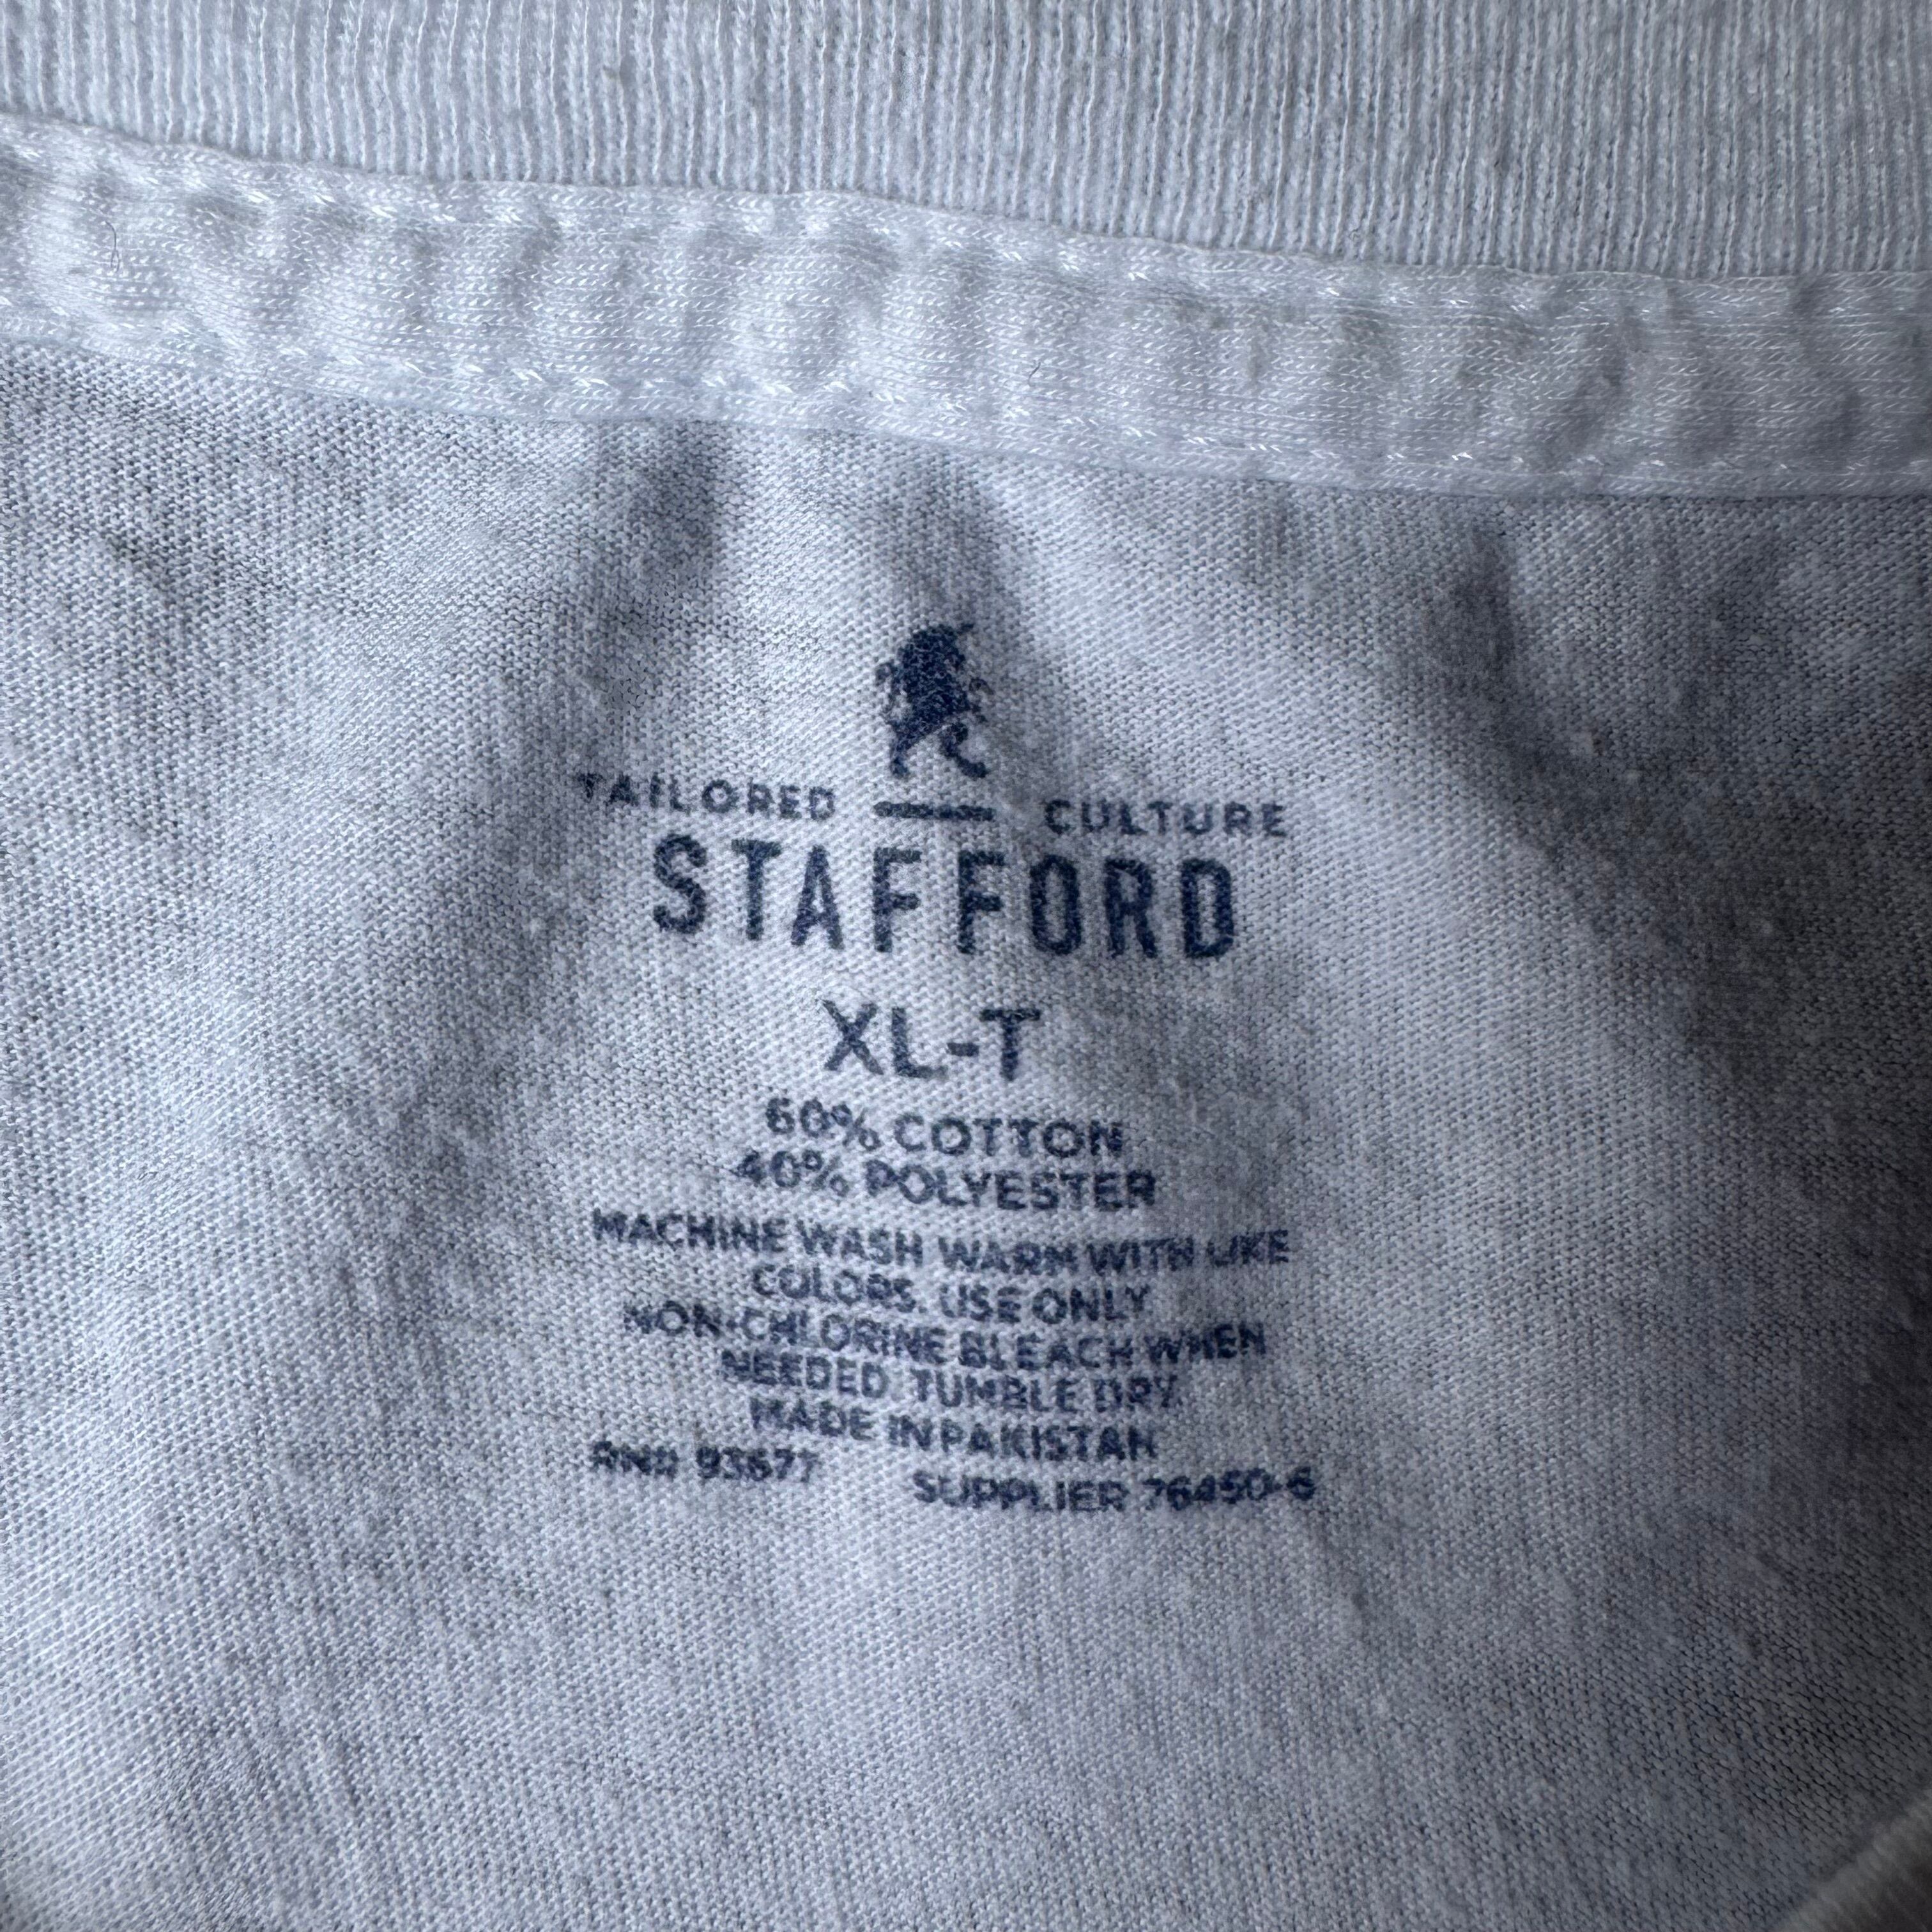 TAILORED CULTURE
STAFFORD
XL-T
60% COTTON
40% POLYESTER
MACHINE WASH WARM WITH LIKE
COLORS. USE ONLY
NON-CHLORINE BLEACH WHEN
NEEDED. TUMBLE DRY.
MADE IN PAKISTAN
RN# 93677 SUPPLIER 76450-6